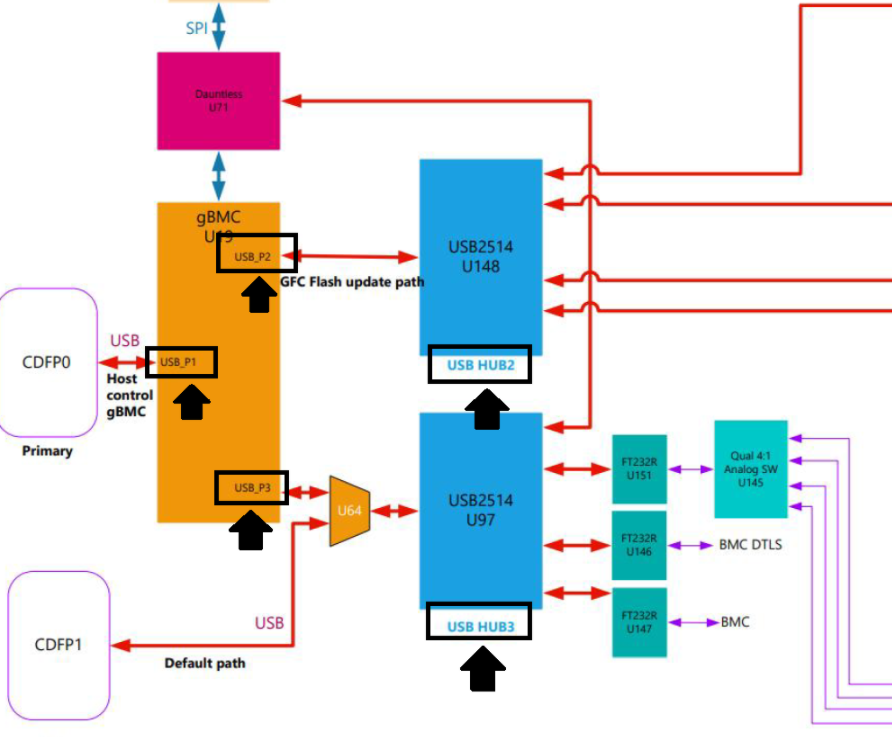 SPI
Dauntless
U71
gBMC
U19
USB_P2
GFC Flash update path
USB2514
U148
USB HUB2
CDFP0
USB
USB_P1
Host
control
gBMC
Primary
USB_P3
U64
USB2514
U97
USB HUB3
FT232R
U151
Qual 4:1
Analog SW
U145
FT232R
U146
BMC DTLS
FT232R
U147
BMC
CDFP1
USB
Default path